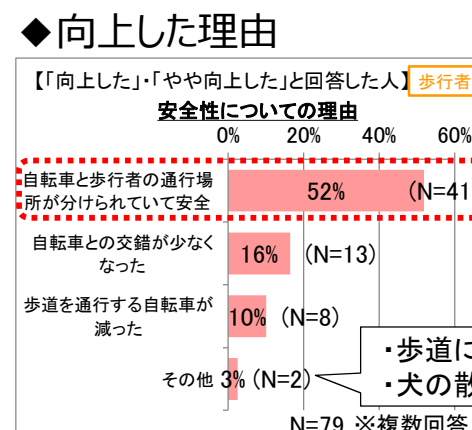 ◆向上した理由
【「向上した」・「やや向上した」と回答した人】 歩行者
安全性についての理由
0% 20% 40% 60%
自転車と歩行者の通行場
所が分けられていて安全
52% (N=41
自転車との交錯が少なく
なった
16% (N=13)
歩道を通行する自転車が
減った
10% (N=8)
その他 3% (N=2)
・歩道に
・犬の散
N=79 ※複数回答